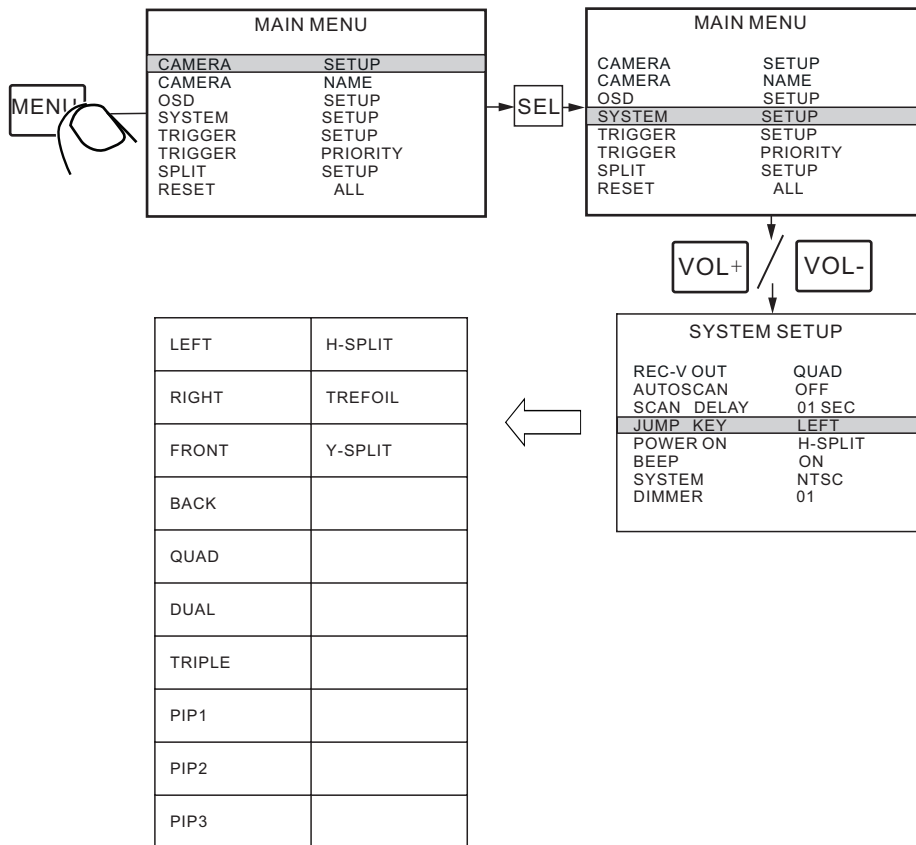 MENU
MAIN MENU
CAMERA SETUP
CAMERA NAME
OSD SETUP
SYSTEM SETUP
TRIGGER SETUP
TRIGGER PRIORITY
SPLIT SETUP
RESET ALL
SEL
MAIN MENU
CAMERA SETUP
CAMERA NAME
OSD SETUP
SYSTEM SETUP
TRIGGER SETUP
TRIGGER PRIORITY
SPLIT SETUP
RESET ALL
VOL+ / VOL-
SYSTEM SETUP
REC-V OUT QUAD
AUTOSCAN OFF
SCAN DELAY 01 SEC
JUMP KEY LEFT
POWER ON H-SPLIT
BEEP ON
SYSTEM NTSC
DIMMER 01
LEFT H-SPLIT
RIGHT TREFOIL
FRONT Y-SPLIT
BACK
QUAD
DUAL
TRIPLE
PIP1
PIP2
PIP3